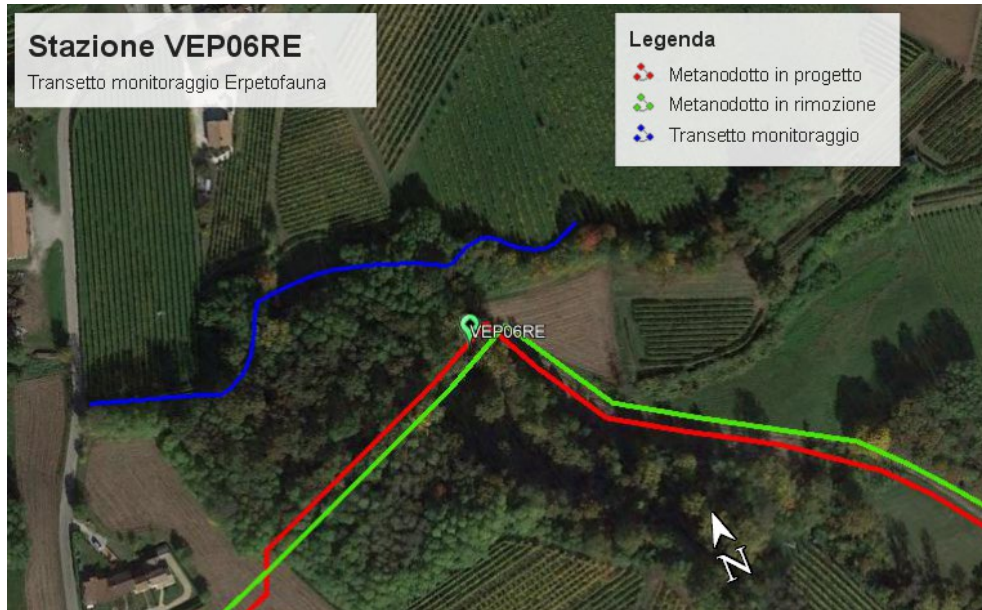 Stazione VEP06RE
Transetto monitoraggio Erpetofauna
Legenda
Metanodotto in progetto
Metanodotto in rimozione
Transetto monitoraggio
VEP06RE
N